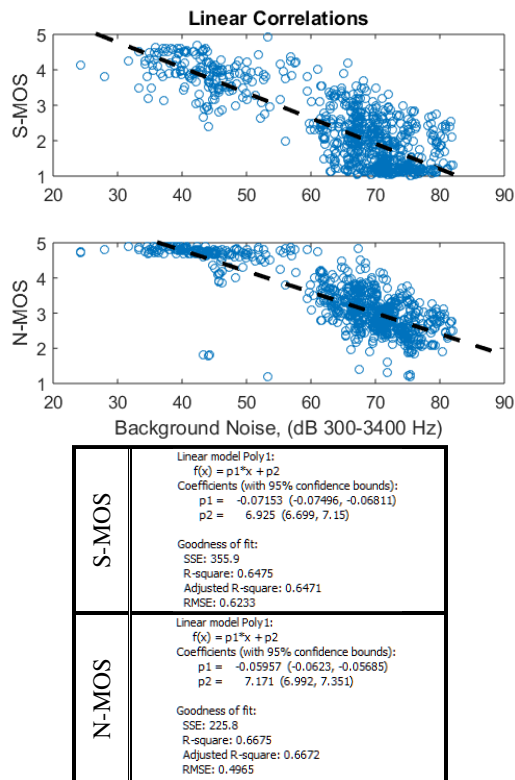 Linear Correlations
5
4
3
2
1
S-MOS
20 30 40 50 60 70 80 90
5
4
3
2
1
N-MOS
20 30 40 50 60 70 80 90
Background Noise, (dB 300-3400 Hz)
S-MOS
Linear model Poly1:
f(x) = p1*x + p2
Coefficients (with 95% confidence bounds):
p1 = -0.07153 (-0.07496, -0.06811)
p2 = 6.925 (6.699, 7.15)
Goodness of fit:
SSE: 355.9
R-square: 0.6475
Adjusted R-square: 0.6471
RMSE: 0.6233
N-MOS
Linear model Poly1:
f(x) = p1*x + p2
Coefficients (with 95% confidence bounds):
p1 = -0.05957 (-0.0623, -0.05685)
p2 = 7.171 (6.992, 7.351)
Goodness of fit:
SSE: 225.8
R-square: 0.6675
Adjusted R-square: 0.6672
RMSE: 0.4965